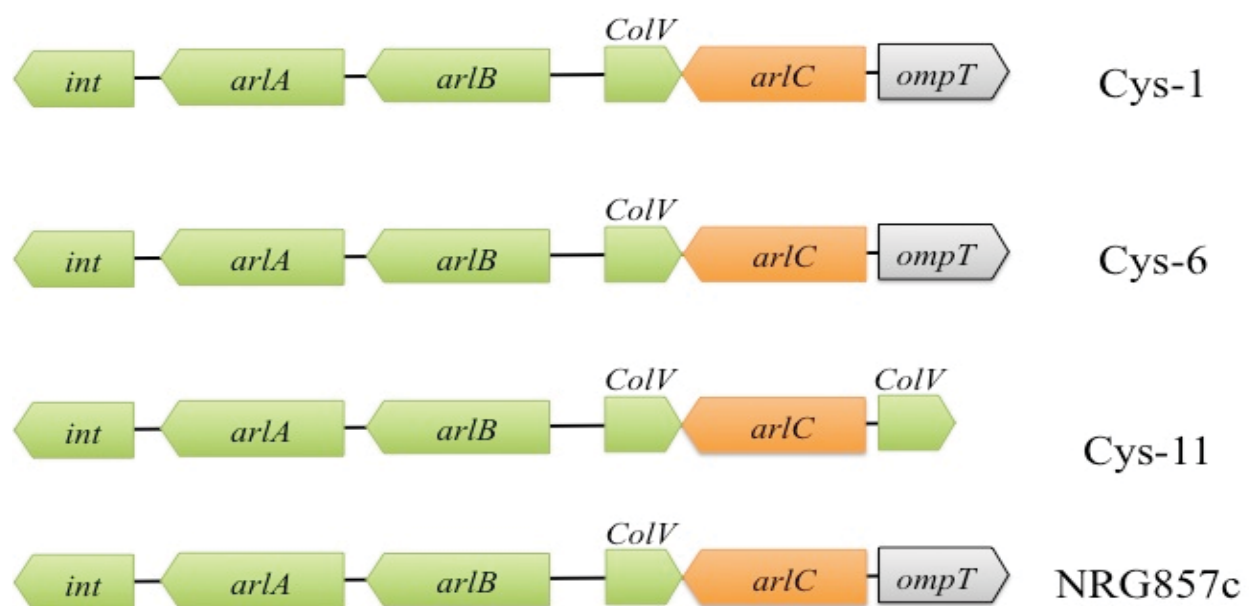 ColV
int arlA arlB arlC ompT Cys-1
ColV
int arlA arlB arlC ompT Cys-6
ColV ColV
int arlA arlB arlC Cys-11
ColV
int arlA arlB arlC ompT NRG857c